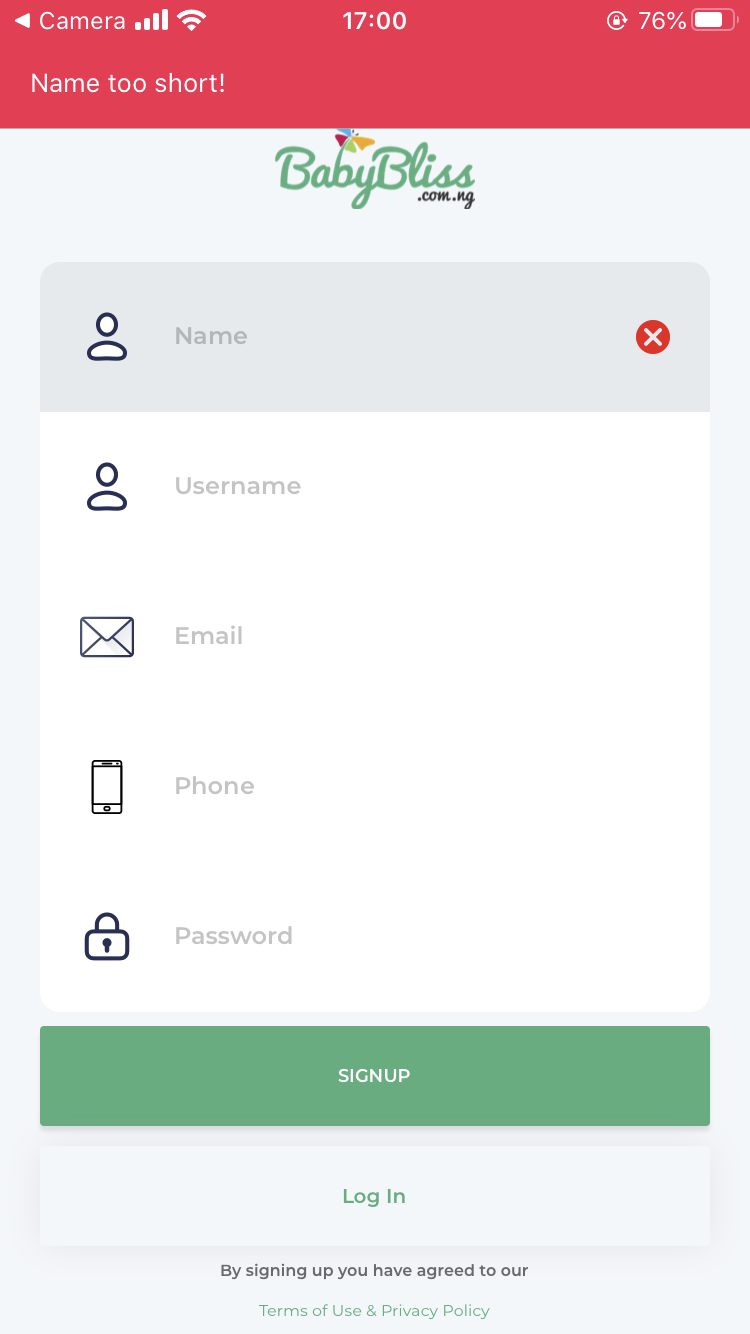 Camera 17:00 76%
Name too short!
BabyBliss
.com.ng
Name
Username
Email
Phone
Password
SIGNUP
Log In
By signing up you have agreed to our
Terms of Use & Privacy Policy